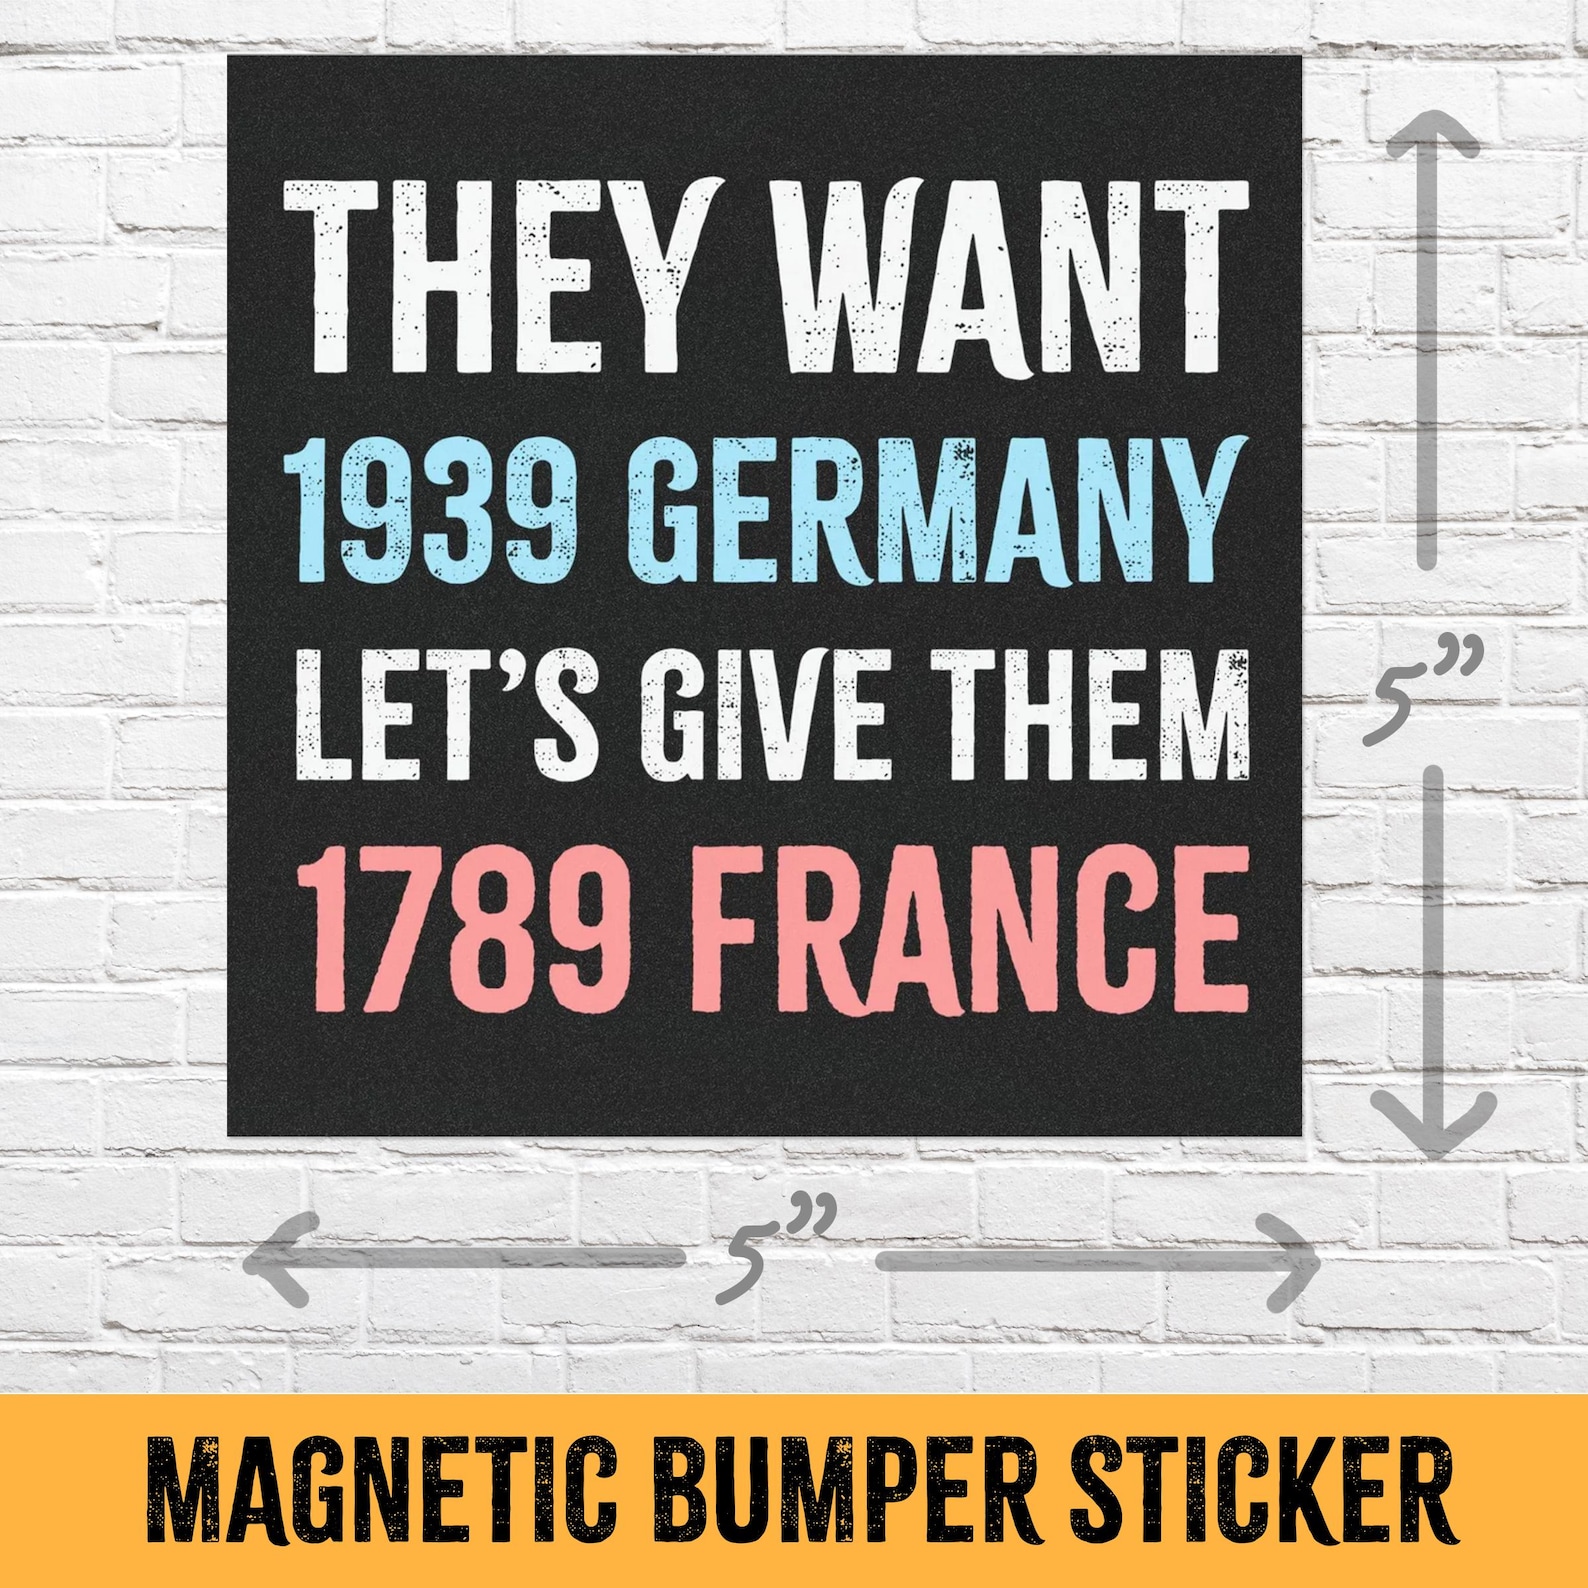 THEY WANT
1939 GERMANY
LET'S GIVE THEM
1789 FRANCE
5”
5”
MAGNETIC BUMPER STICKER